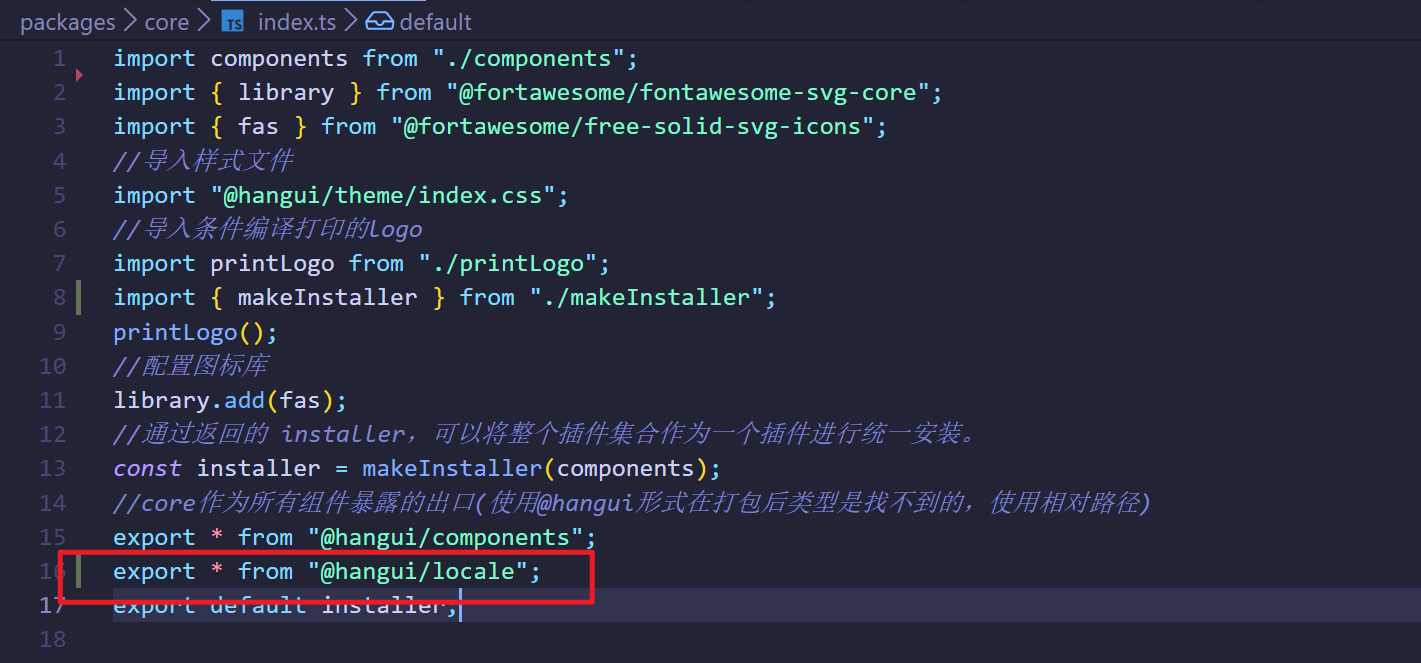 packages > core > TS index.ts > default
1 import components from "./components";
2 import { library } from "@fortawesome/fontawesome-svg-core";
3 import { fas } from "@fortawesome/free-solid-svg-icons";
4 //导入样式文件
5 import "@hangui/theme/index.css";
6 //导入条件编译打印的Logo
7 import printLogo from "./printLogo";
8 import { makeInstaller } from "./makeInstaller";
9 printLogo();
10 //配置图标库
11 library.add(fas);
12 //通过返回的 installer，可以将整个插件集合作为一个插件进行统一安装。
13 const installer = makeInstaller(components);
14 //core作为所有组件暴露的出口(使用@hangui形式在打包后类型是找不到的，使用相对路径)
15 export * from "@hangui/components";
16 export * from "@hangui/locale";
17 export default installer;
18